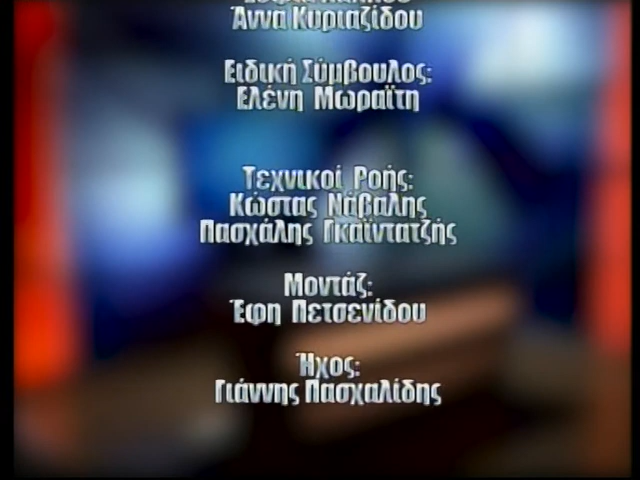 Άννα Κυριαζίδου
Ειδική Σύμβουλος:
Ελένη Μωραΐτη
Τεχνικοί Ροής:
Κώστας Νάβαλης
Πασχάλης Γκαϊντατζής
Μοντάζ:
Έφη Πετσενίδου
Ήχος:
Γιάννης Πασχαλίδης